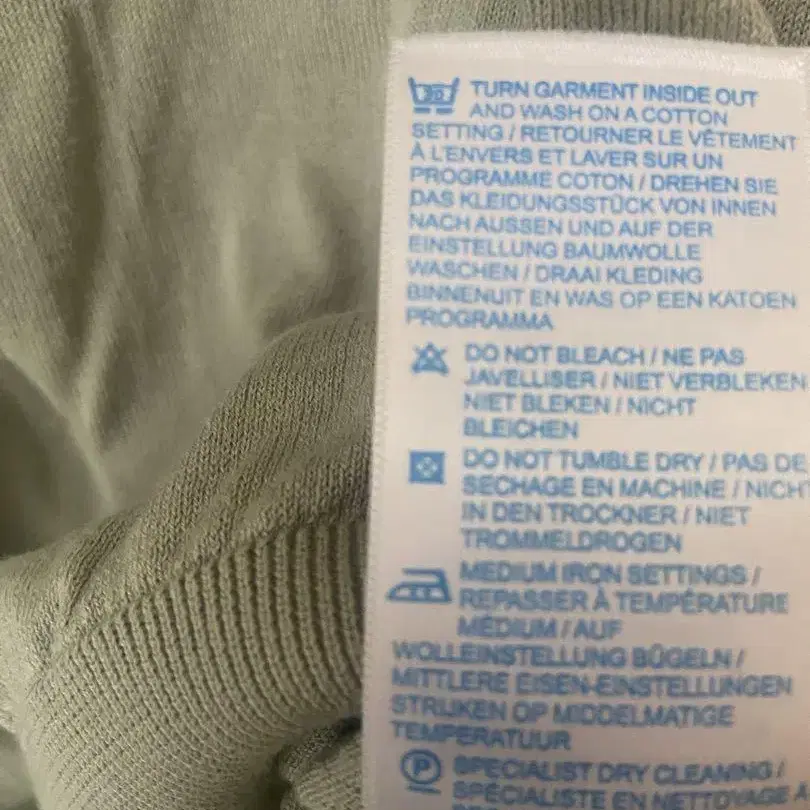 30 TURN GARMENT INSIDE OUT
AND WASH ON A COTTON
SETTING / RETOURNER LE VÊTEMENT
À L'ENVERS ET LAVER SUR UN
PROGRAMME COTON / DREHEN SIE
DAS KLEIDUNGSSTÜCK VON INNEN
NACH AUSSEN UND AUF DER
EINSTELLUNG BAUMWOLLE
WASCHEN / DRAAI KLEDING
BINNENUIT EN WAS OP EEN KATOEN
PROGRAMMA
DO NOT BLEACH / NE PAS
JAVELLISER / NIET VERBLEKEN
NIET BLEKEN / NICHT
BLEICHEN
DO NOT TUMBLE DRY / PAS DE
SECHAGE EN MACHINE / NICHT
IN DEN TROCKNER / NIET
TROMMELDROGEN
MEDIUM IRON SETTINGS /
REPASSER À TEMPÉRATURE
MÉDIUM / AUF
WOLLEINSTELLUNG BÜGELN /
MITTLERE EISEN-EINSTELLUNGEN
STRIJKEN OP MIDDELMATIGE
TEMPERATUUR
P SPECIALIST DRY CLEANING /
SPÉCIALISTE EN NETTOYAGE À